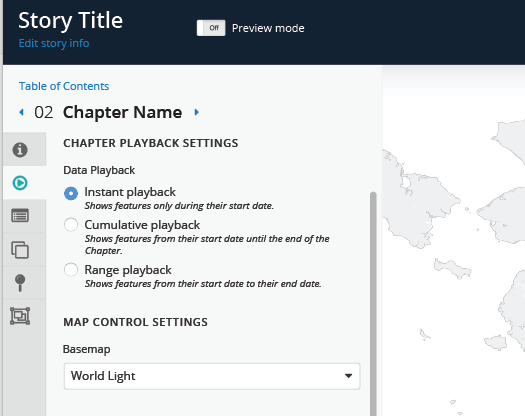 Story Title
Edit story info
Off Preview mode
Table of Contents
02 Chapter Name
CHAPTER PLAYBACK SETTINGS
Data Playback
Instant playback
Shows features only during their start date.
Cumulative playback
Shows features from their start date until the end of the
Chapter.
Range playback
Shows features from their start date to their end date.
MAP CONTROL SETTINGS
Basemap
World Light